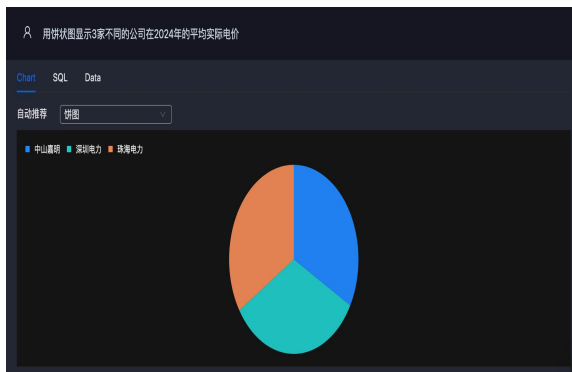 用饼状图显示3家不同的公司在2024年的平均实际电价
Chart SQL Data
自动推荐 饼图
中山嘉明 深圳电力 珠海电力